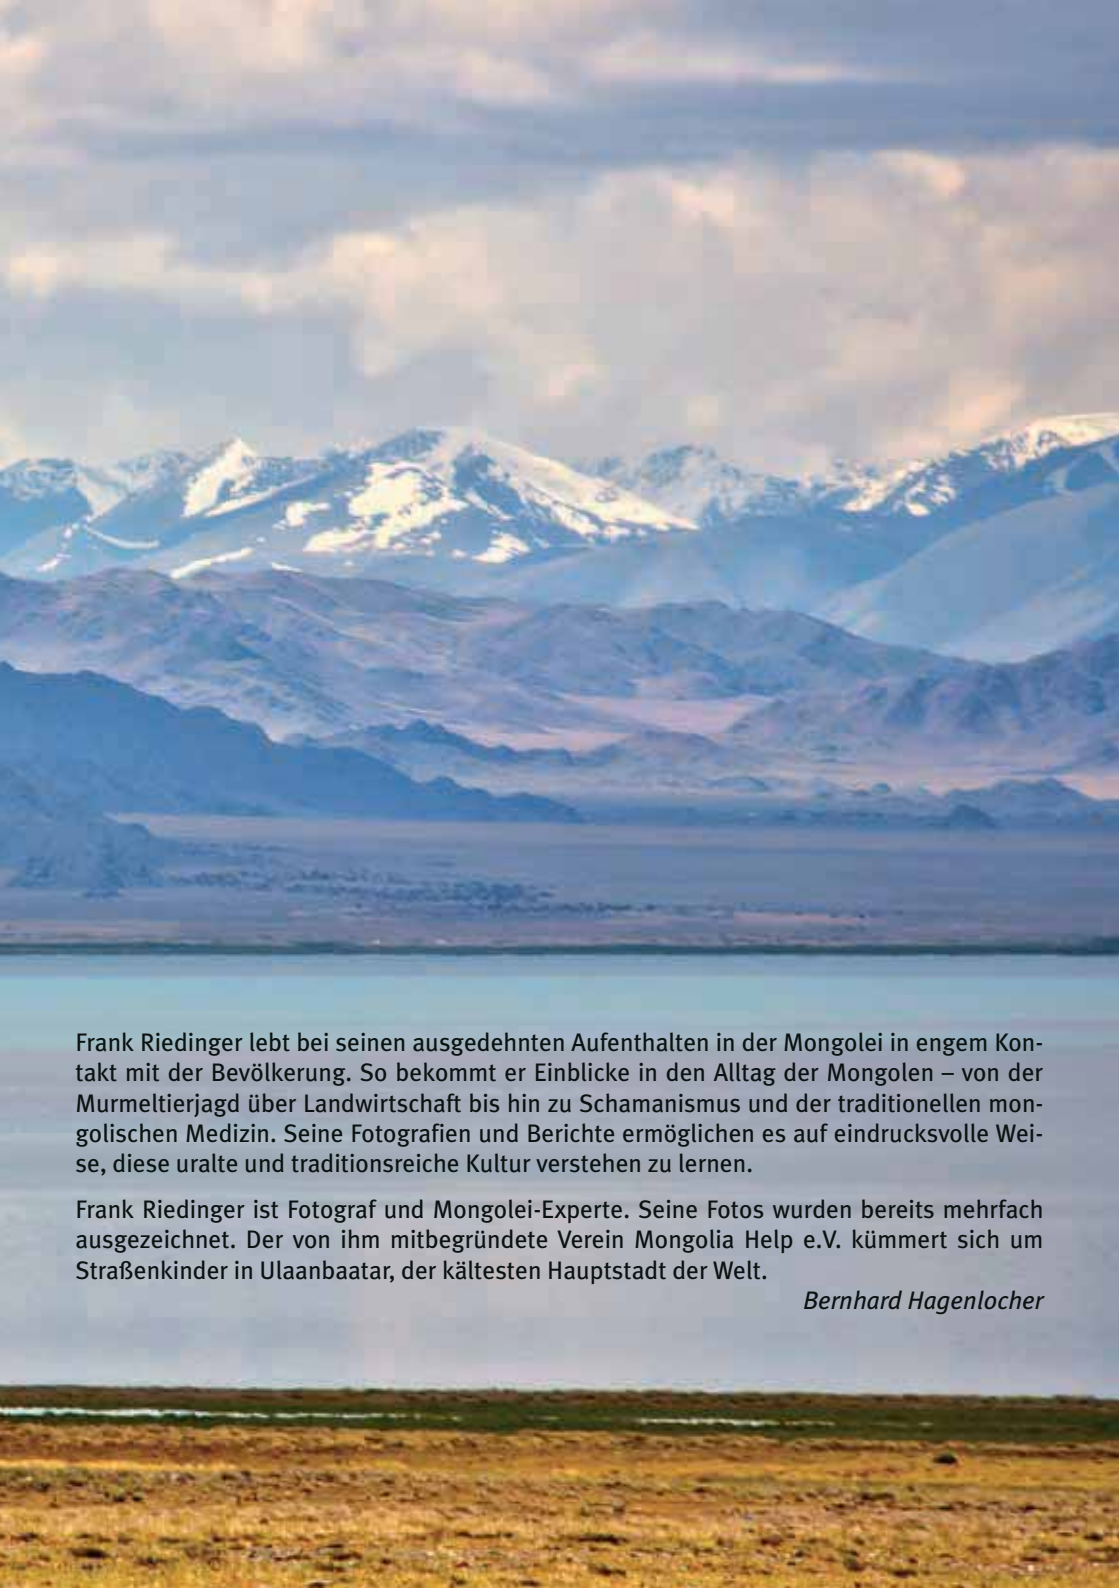 Frank Riedinger lebt bei seinen ausgedehnten Aufenthalten in der Mongolei in engem Kon-
takt mit der Bevölkerung. So bekommt er Einblicke in den Alltag der Mongolen – von der
Murmeltierjagd über Landwirtschaft bis hin zu Schamanismus und der traditionellen mon-
golischen Medizin. Seine Fotografien und Berichte ermöglichen es auf eindrucksvolle Wei-
se, diese uralte und traditionsreiche Kultur verstehen zu lernen.
Frank Riedinger ist Fotograf und Mongolei-Experte. Seine Fotos wurden bereits mehrfach
ausgezeichnet. Der von ihm mitbegründete Verein Mongolia Help e.V. kümmert sich um
Straßenkinder in Ulaanbaatar, der kältesten Hauptstadt der Welt.
Bernhard Hagenlocher